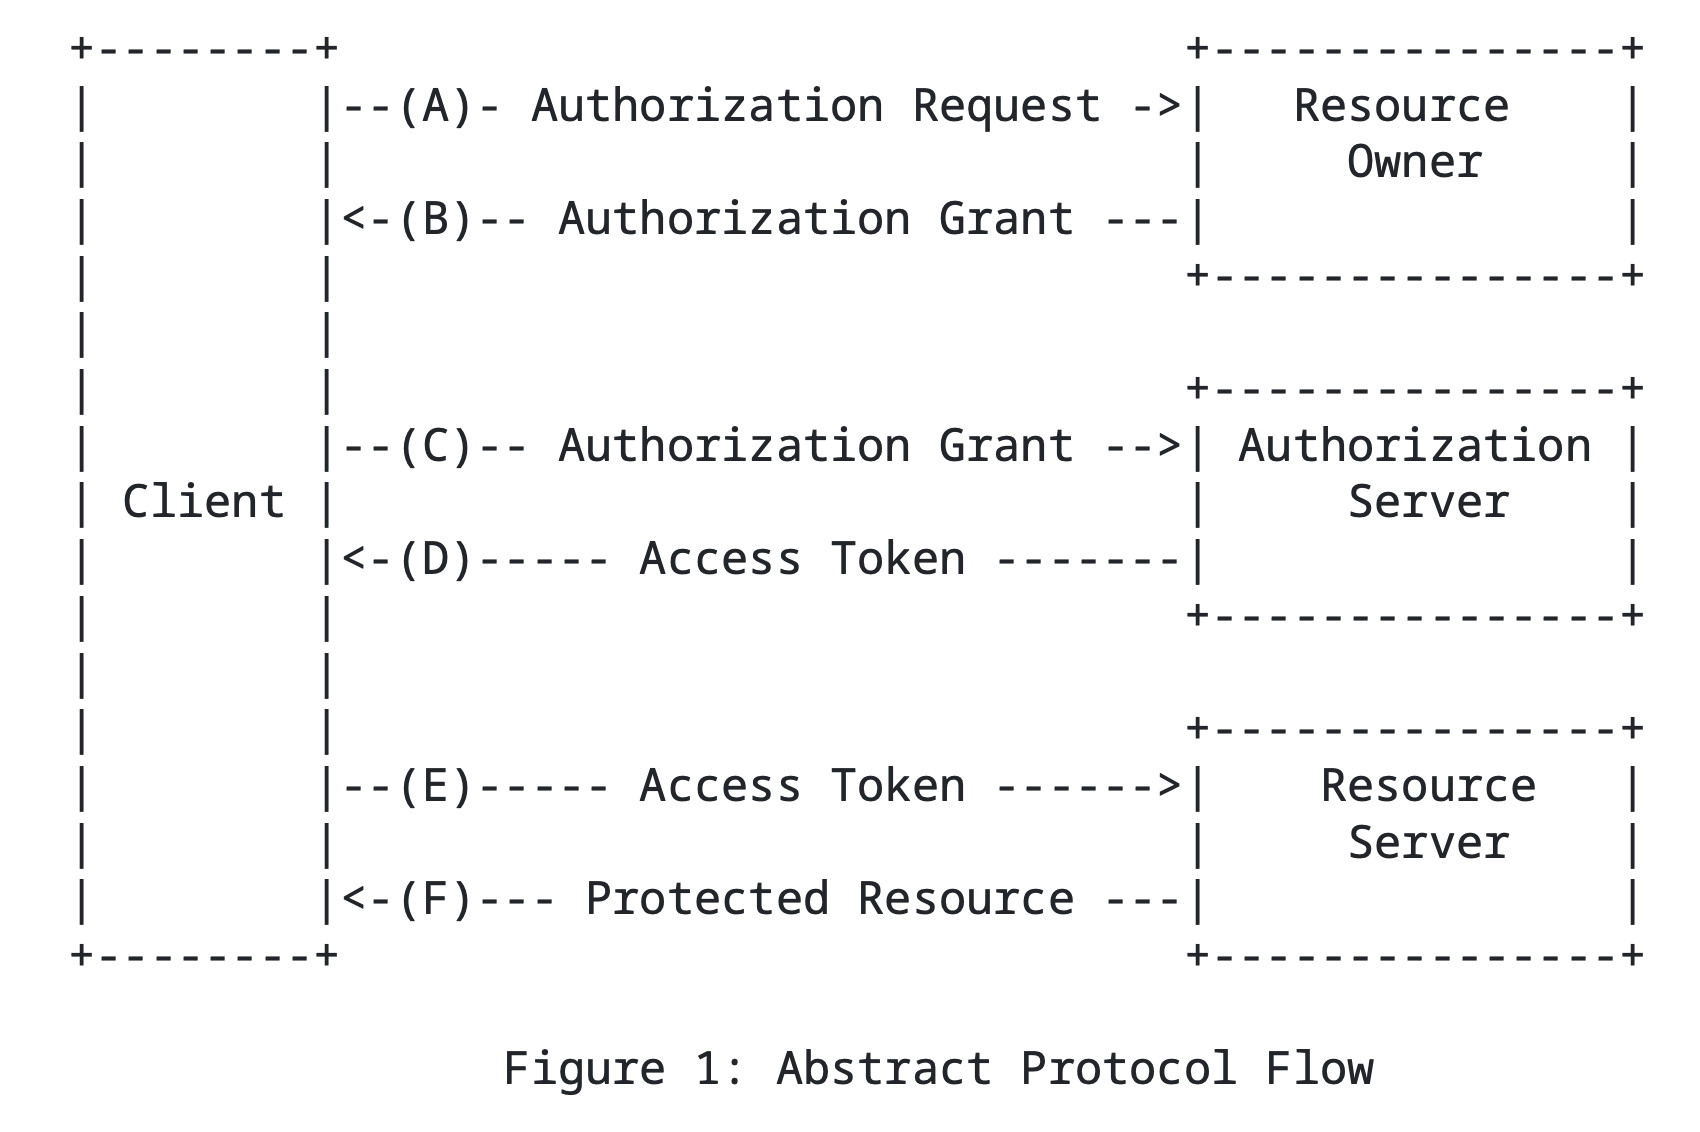 +--------+                               +---------------+
|        |--(A)- Authorization Request ->|   Resource    |
|        |                               |     Owner     |
|        |<-(B)-- Authorization Grant ---|               |
|        |                               +---------------+
|        |
|        |                               +---------------+
|        |--(C)-- Authorization Grant -->| Authorization |
| Client |                               |     Server    |
|        |<-(D)----- Access Token -------|               |
|        |                               +---------------+
|        |
|        |                               +---------------+
|        |--(E)----- Access Token ------>|    Resource   |
|        |                               |     Server    |
|        |<-(F)--- Protected Resource ---|               |
+--------+                               +---------------+

                Figure 1: Abstract Protocol Flow